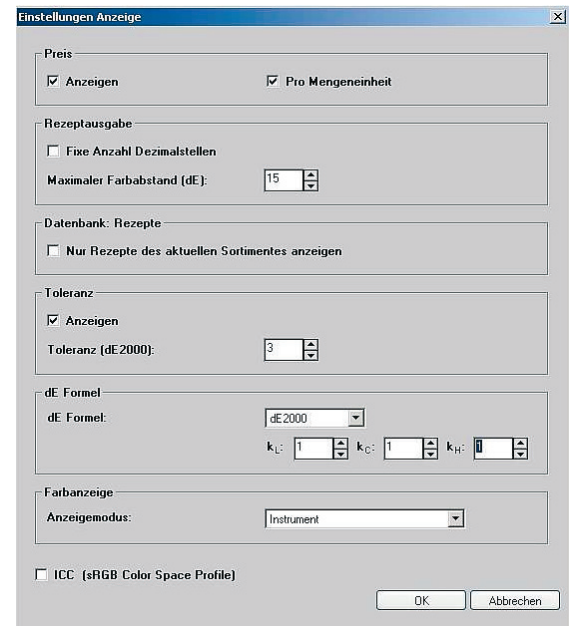 Einstellungen Anzeige
Preis
Anzeigen Pro Mengeneinheit
Rezeptausgabe
Fixe Anzahl Dezimalstellen
Maximaler Farbabstand (dE): 15
Datenbank: Rezepte
Nur Rezepte des aktuellen Sortimentes anzeigen
Toleranz
Anzeigen
Toleranz (dE2000): 3
dE Formel
dE Formel: dE2000
kL: 1 kC: 1 kH: 1
Farbanzeige
Anzeigemodus: Instrument
ICC (sRGB Color Space Profile)
OK Abbrechen